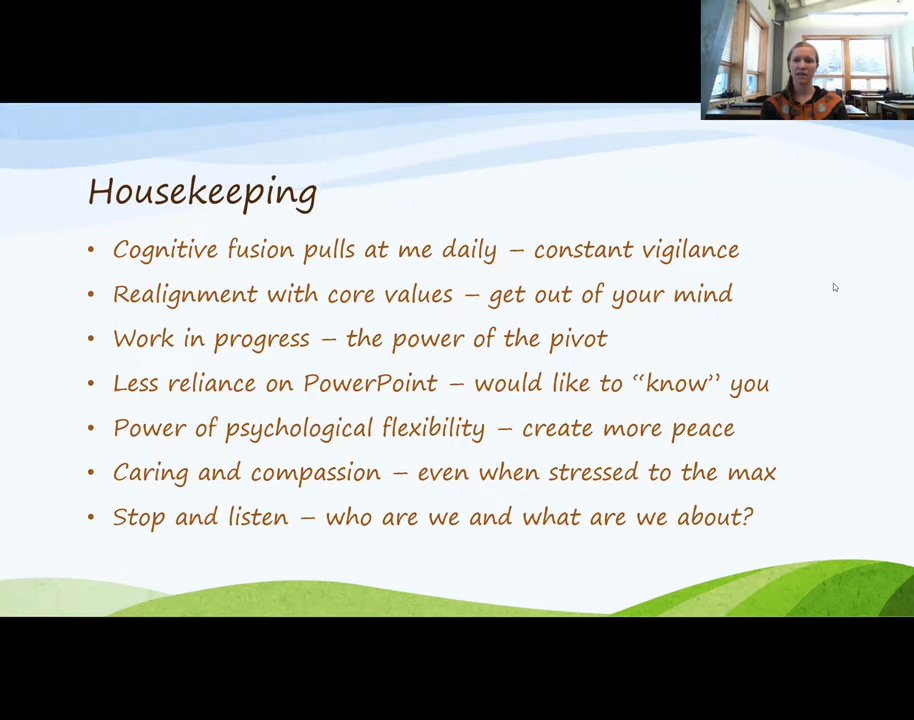 Housekeeping
• Cognitive fusion pulls at me daily – constant vigilance
• Realignment with core values – get out of your mind
• Work in progress – the power of the pivot
• Less reliance on PowerPoint – would like to “know” you
• Power of psychological flexibility – create more peace
• Caring and compassion – even when stressed to the max
• Stop and listen – who are we and what are we about?